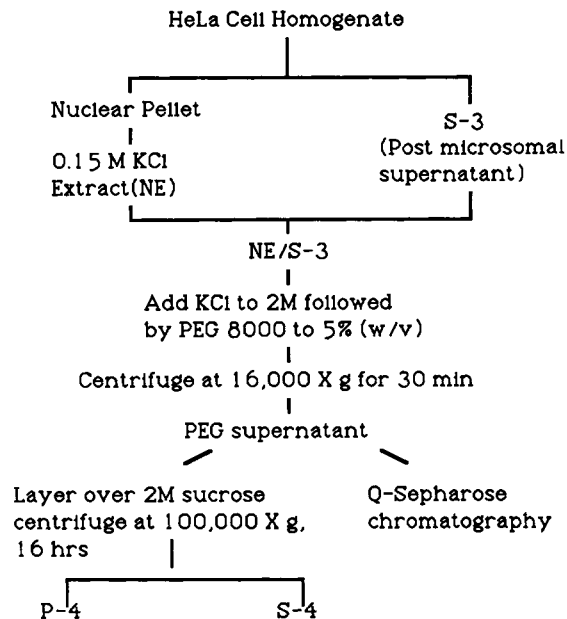 HeLa Cell Homogenate
Nuclear Pellet
0.15 M KCl
Extract(NE)
S-3
(Post microsomal
supernatant)
NE/S-3
Add KCl to 2M followed
by PEG 8000 to 5% (w/v)
Centrifuge at 16,000 X g for 30 min
PEG supernatant
Layer over 2M sucrose
centrifuge at 100,000 X g,
16 hrs
Q-Sepharose
chromatography
P-4
S-4